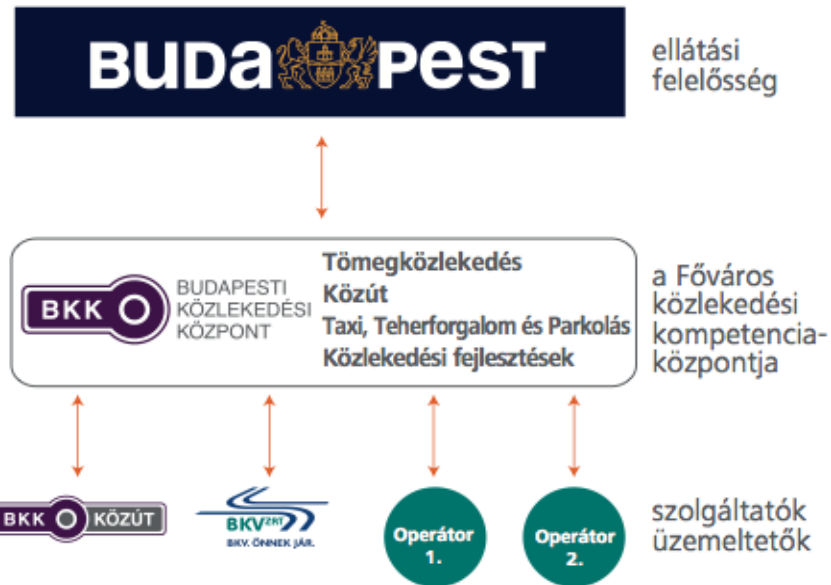 BUDAPEST
ellátási
felelősség
BKK
BUDAPESTI
KÖZLEKEDÉSI
KÖZPONT
Tömegközlekedés
Közút
Taxi, Teherforgalom és Parkolás
Közlekedési fejlesztések
a Főváros
közlekedési
kompetencia-
központja
BKK KÖZÚT
BKV ZRT
BKV. ÖNNEK JÁR.
Operátor
1.
Operátor
2.
szolgáltatók
üzemeltetők